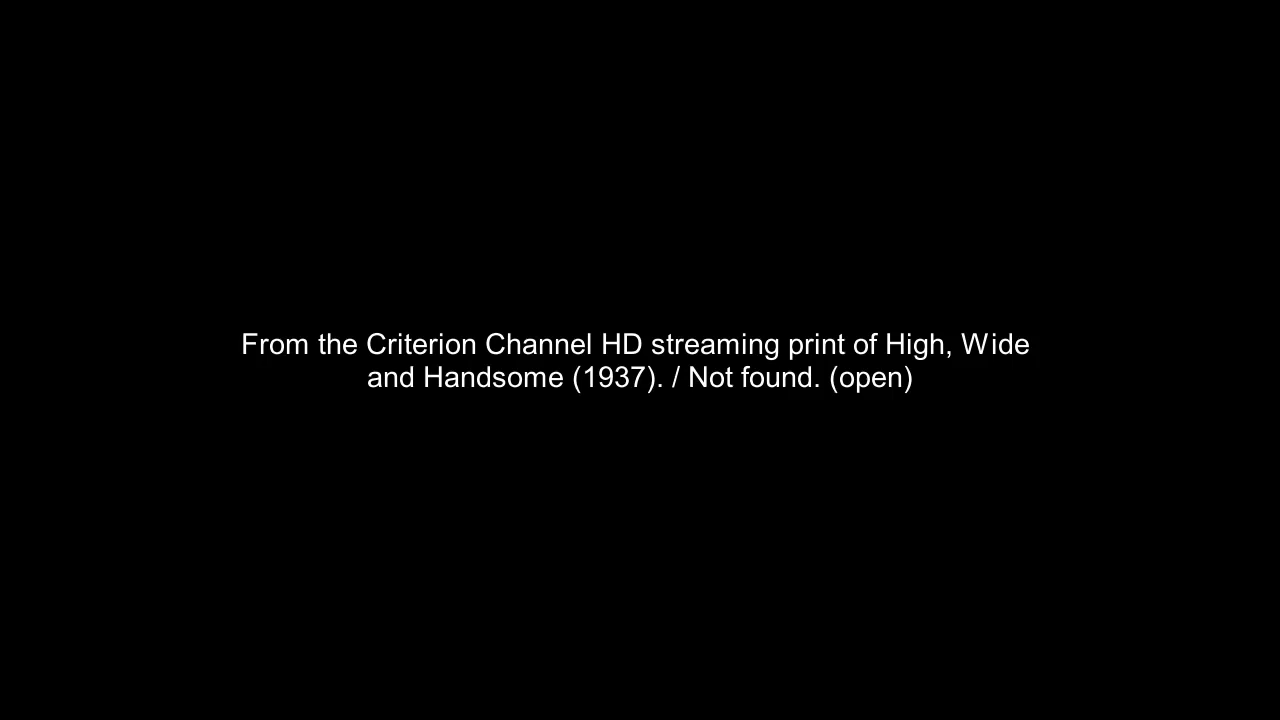 From the Criterion Channel HD streaming print of High, Wide
and Handsome (1937). / Not found. (open)